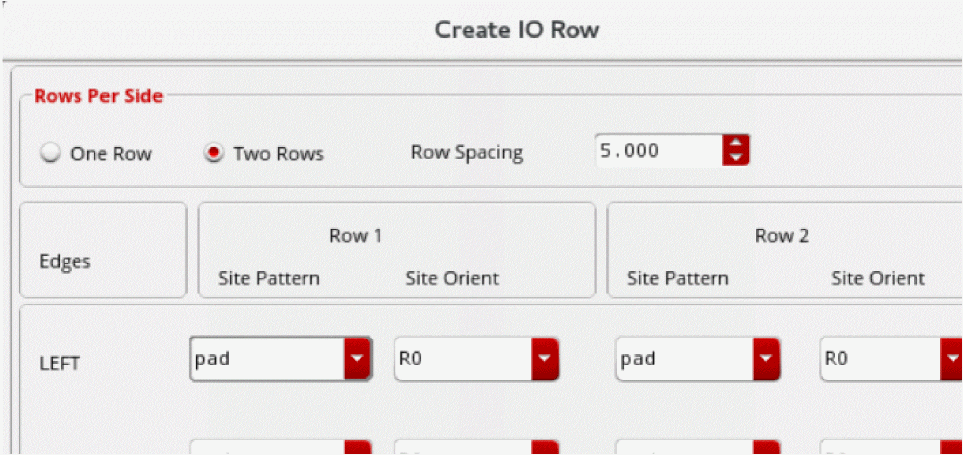 Create IO Row
Rows Per Side
One Row Two Rows Row Spacing 5.000
Row 1 Row 2
Edges
Site Pattern Site Orient Site Pattern Site Orient
LEFT pad R0 pad R0